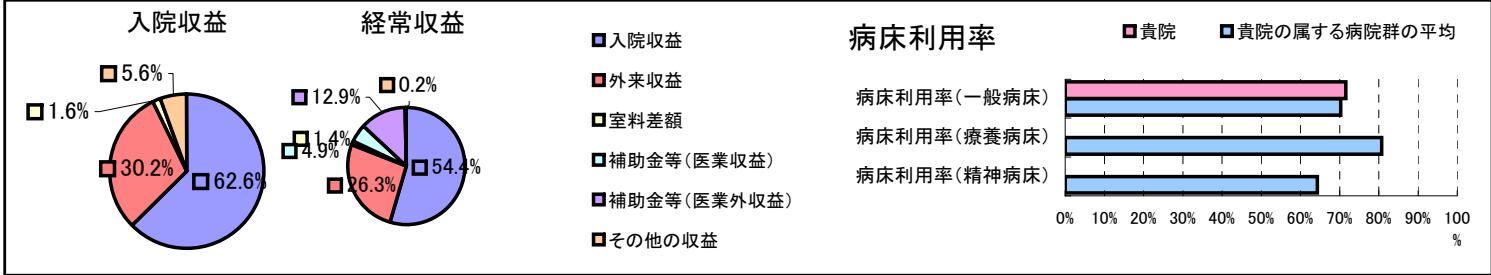 入院収益
5.6%
1.6%
30.2%
62.6%
経常収益
0.2%
12.9%
1.4%
4.9%
26.3%
54.4%
入院収益
外来収益
室料差額
補助金等(医業収益)
補助金等(医業外収益)
その他の収益
病床利用率
貴院
貴院の属する病院群の平均
病床利用率(一般病床)
病床利用率(療養病床)
病床利用率(精神病床)
0% 10% 20% 30% 40% 50% 60% 70% 80% 90% 100
%